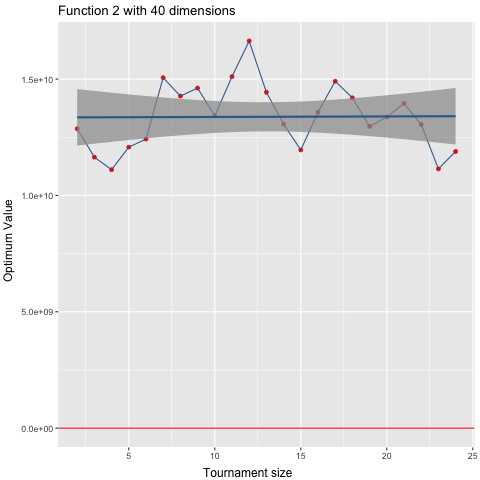 Function 2 with 40 dimensions
Optimum Value
1.5e+10
1.0e+10
5.0e+09
0.0e+00
5
10
15
20
25
Tournament size